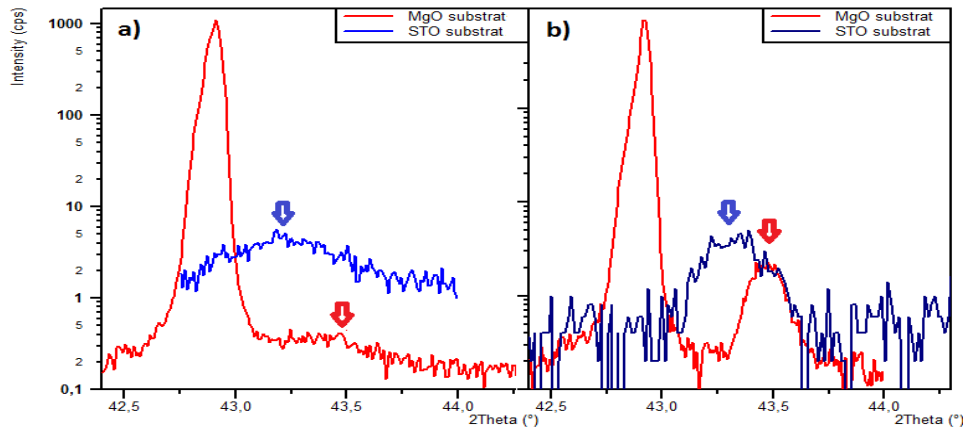 Intensity (cps)
1000
5
2
100
5
2
10
5
2
1
5
2
0,1
a)
MgO substrat
STO substrat
42,5
43,0
43,5
44,0
2Theta (°)
b)
MgO substrat
STO substrat
42,5
43,0
43,5
44,0
2Theta (°)